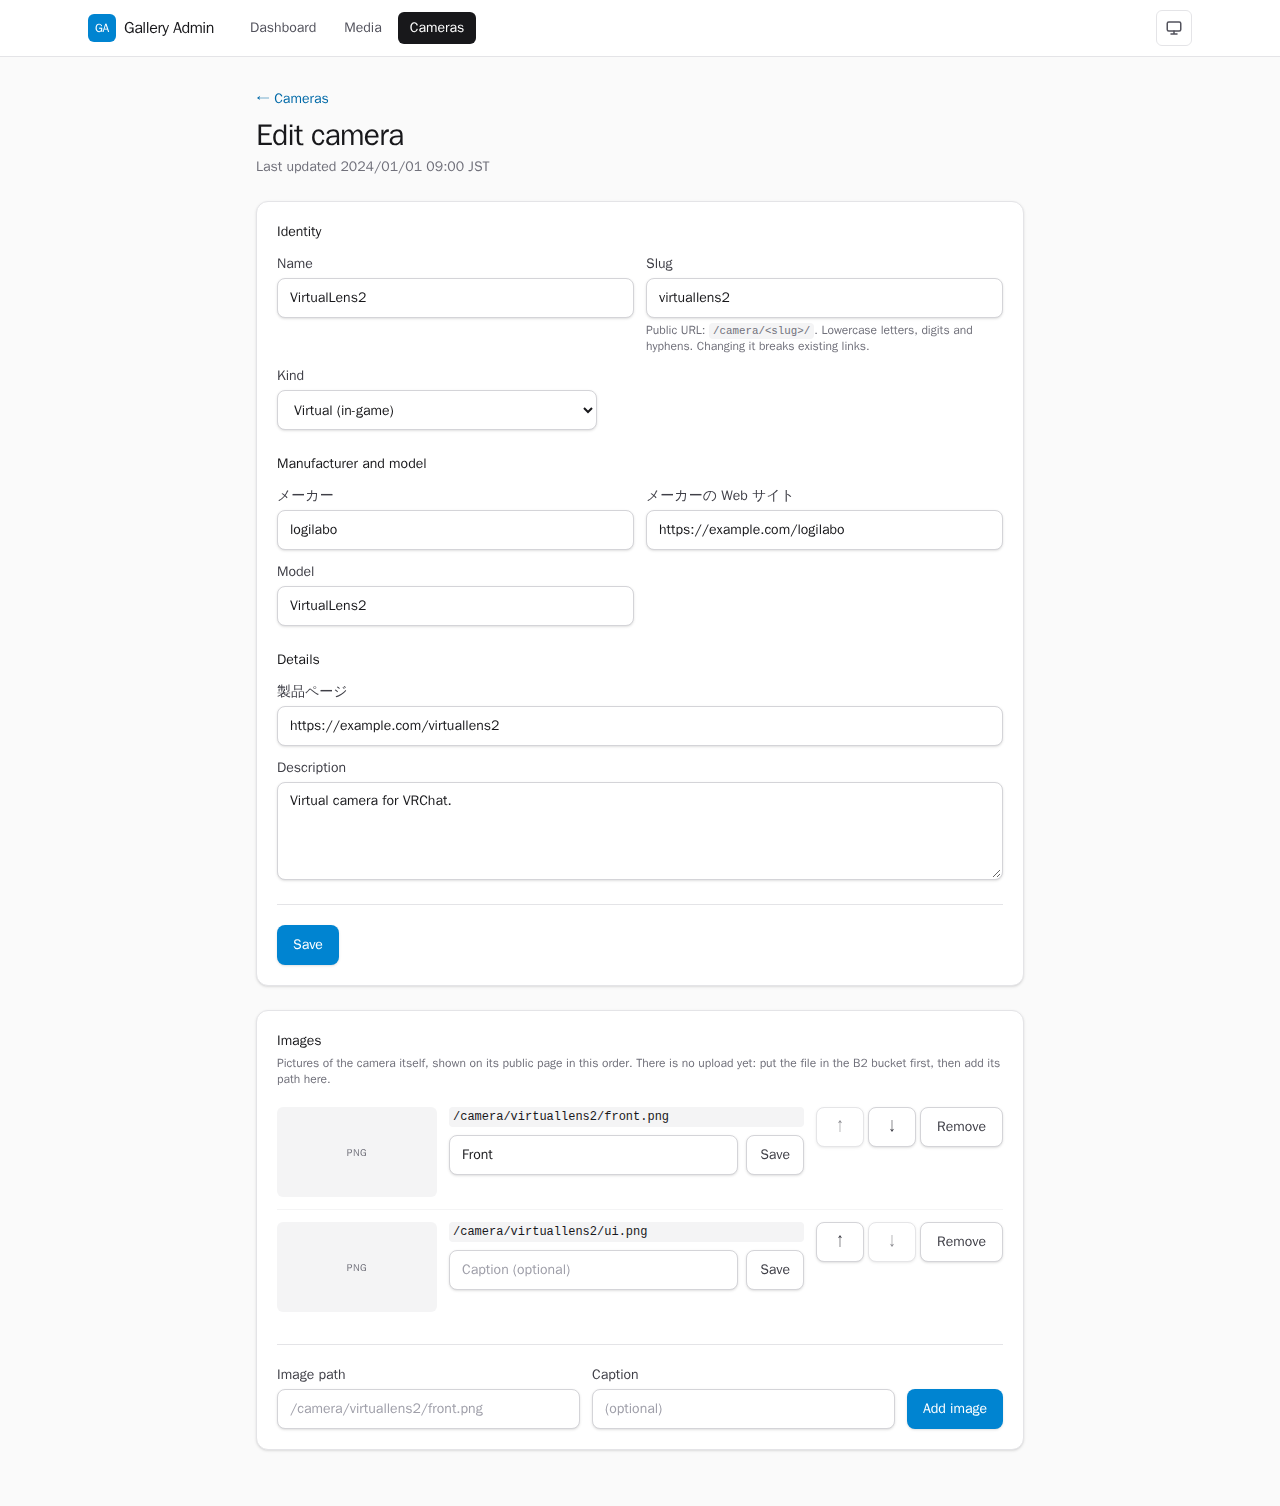 GA Gallery Admin Dashboard Media Cameras
← Cameras
Edit camera
Last updated 2024/01/01 09:00 JST
Identity
Name
VirtualLens2
Slug
virtuallens2
Public URL: /camera/<slug>/. Lowercase letters, digits and
hyphens. Changing it breaks existing links.
Kind
Virtual (in-game)
Manufacturer and model
メーカー
logilabo
メーカーの Web サイト
https://example.com/logilabo
Model
VirtualLens2
Details
製品ページ
https://example.com/virtuallens2
Description
Virtual camera for VRChat.
Save
Images
Pictures of the camera itself, shown on its public page in this order. There is no upload yet: put the file in the B2 bucket first, then add its
path here.
PNG
/camera/virtuallens2/front.png
Front
Save
↑ ↓ Remove
PNG
/camera/virtuallens2/ui.png
Caption (optional)
Save
↑ ↓ Remove
Image path
/camera/virtuallens2/front.png
Caption
(optional)
Add image